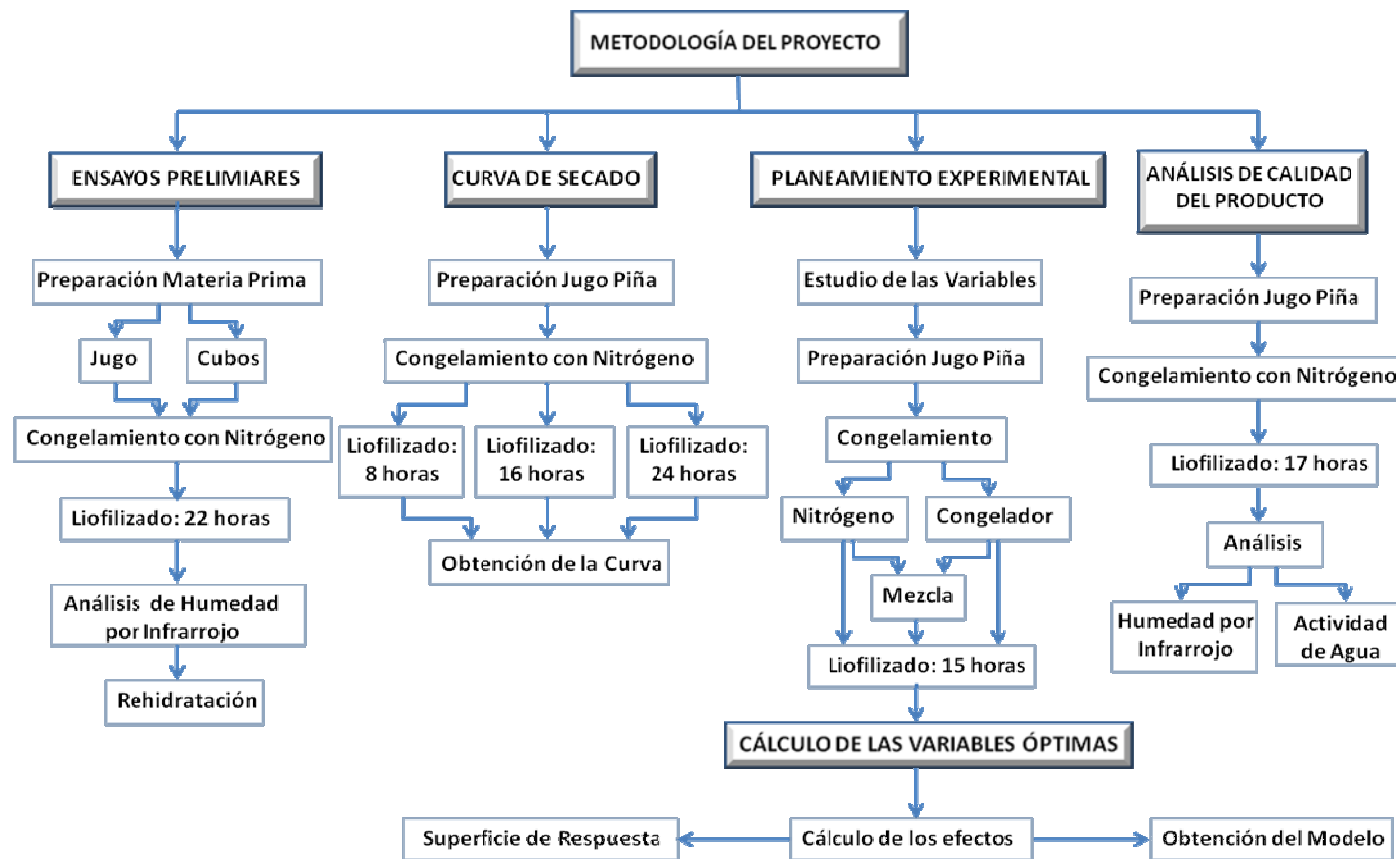 METODOLOGÍA DEL PROYECTO
ENSAYOS PRELIMIARES
Preparación Materia Prima
Jugo
Cubos
Congelamiento con Nitrógeno
Liofilizado: 22 horas
Análisis de Humedad
por Infrarrojo
Rehidratación
CURVA DE SECADO
Preparación Jugo Piña
Congelamiento con Nitrógeno
Liofilizado:
8 horas
Liofilizado:
16 horas
Liofilizado:
24 horas
Obtención de la Curva
PLANEAMIENTO EXPERIMENTAL
Estudio de las Variables
Preparación Jugo Piña
Congelamiento
Nitrógeno
Congelador
Mezcla
Liofilizado: 15 horas
CÁLCULO DE LAS VARIABLES ÓPTIMAS
Superficie de Respuesta
Cálculo de los efectos
Obtención del Modelo
ANÁLISIS DE CALIDAD
DEL PRODUCTO
Preparación Jugo Piña
Congelamiento con Nitrógeno
Liofilizado: 17 horas
Análisis
Humedad por
Infrarrojo
Actividad
de Agua